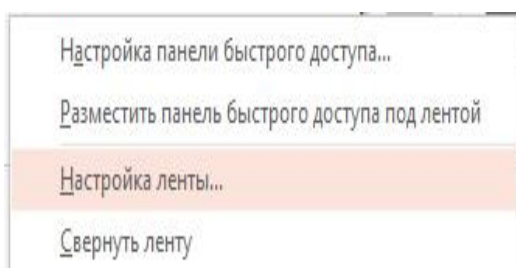 Настройка панели быстрого доступа...
Разместить панель быстрого доступа под лентой
Настройка ленты...
Свернуть ленту